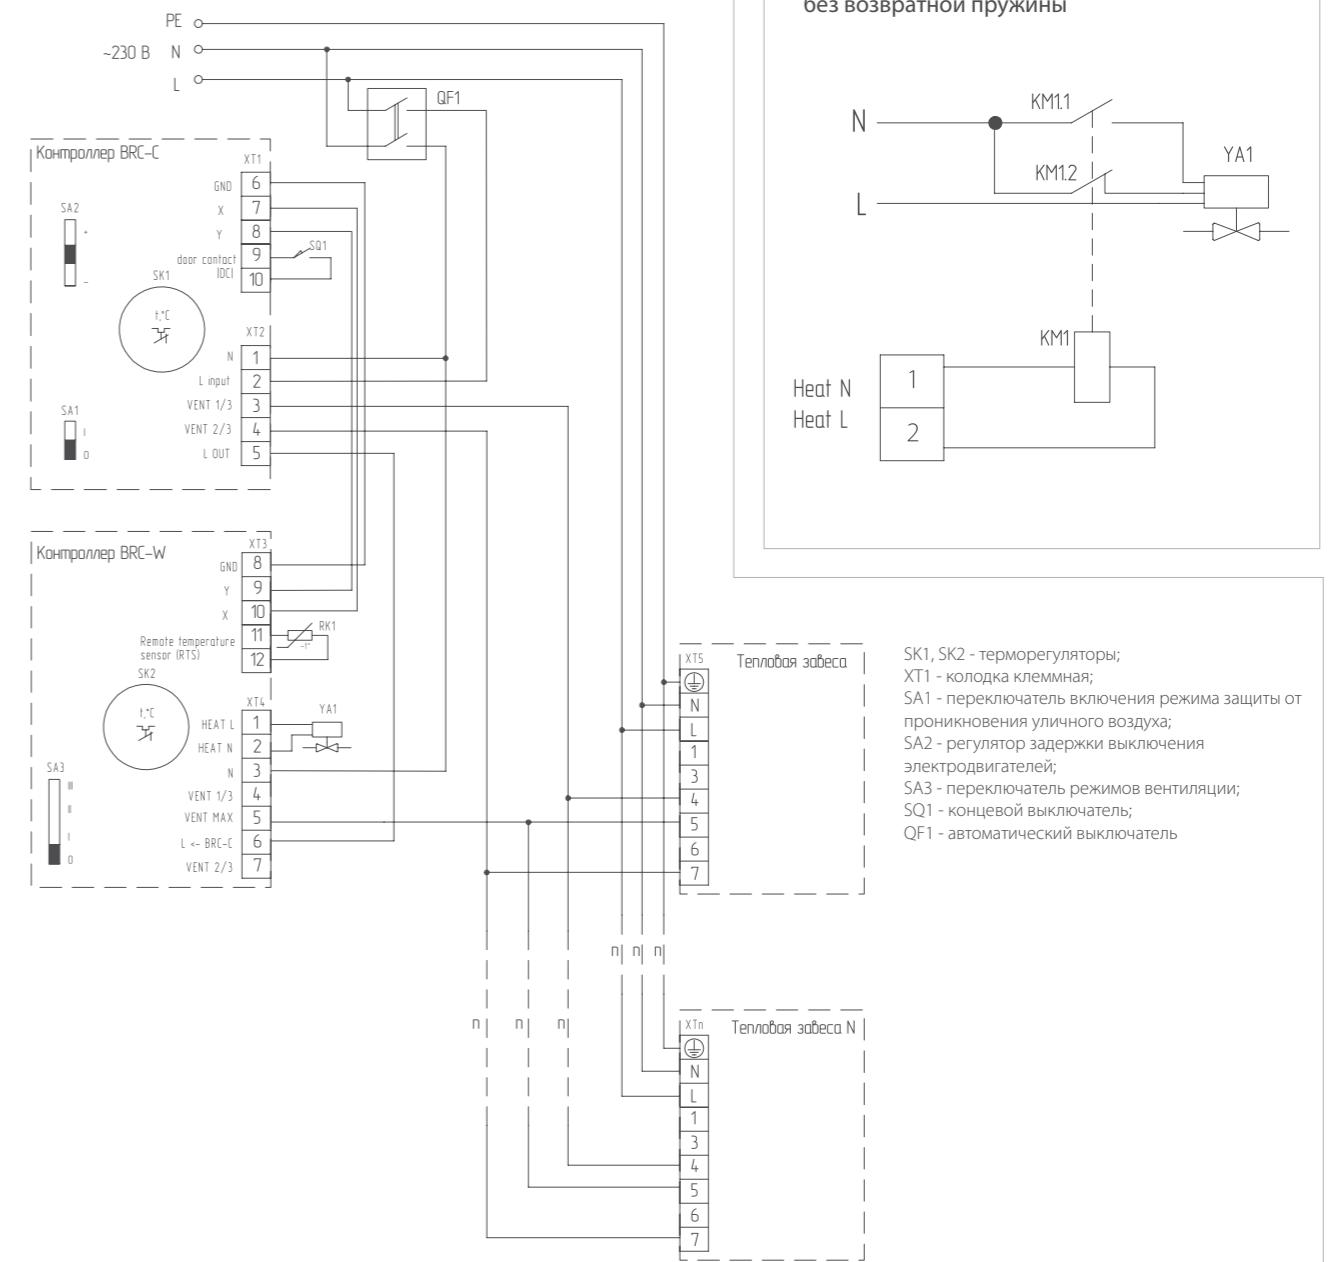 PE
~230 В N
L
QF1
Контроллер BRC-C
XT1
GND 6
X 7
Y 8
door contact (DC) 9
10
SQ1
SA2
+
-
SK1
t,°C
XT2
N 1
L input 2
VENT 1/3 3
VENT 2/3 4
L OUT 5
SA1
I
0
Контроллер BRC-W
XT3
GND 8
Y 9
X 10
Remote temperature 11
sensor (RTS) 12
RK1
-t°
SK2
t,°C
XT4
HEAT L 1
HEAT N 2
N 3
VENT 1/3 4
VENT MAX 5
L <- BRC-C 6
VENT 2/3 7
YA1
SA3
III
II
I
0
без возвратной пружины
N
L
KM1.1
KM1.2
YA1
KM1
Heat N 1
Heat L 2
XT5 Тепловая завеса
N
L
1
3
4
5
6
7
n n n
n n n
XTn Тепловая завеса N
N
L
1
3
4
5
6
7
SK1, SK2 - терморегуляторы;
XT1 - колодка клеммная;
SA1 - переключатель включения режима защиты от
проникновения уличного воздуха;
SA2 - регулятор задержки выключения
электродвигателей;
SA3 - переключатель режимов вентиляции;
SQ1 - концевой выключатель;
QF1 - автоматический выключатель